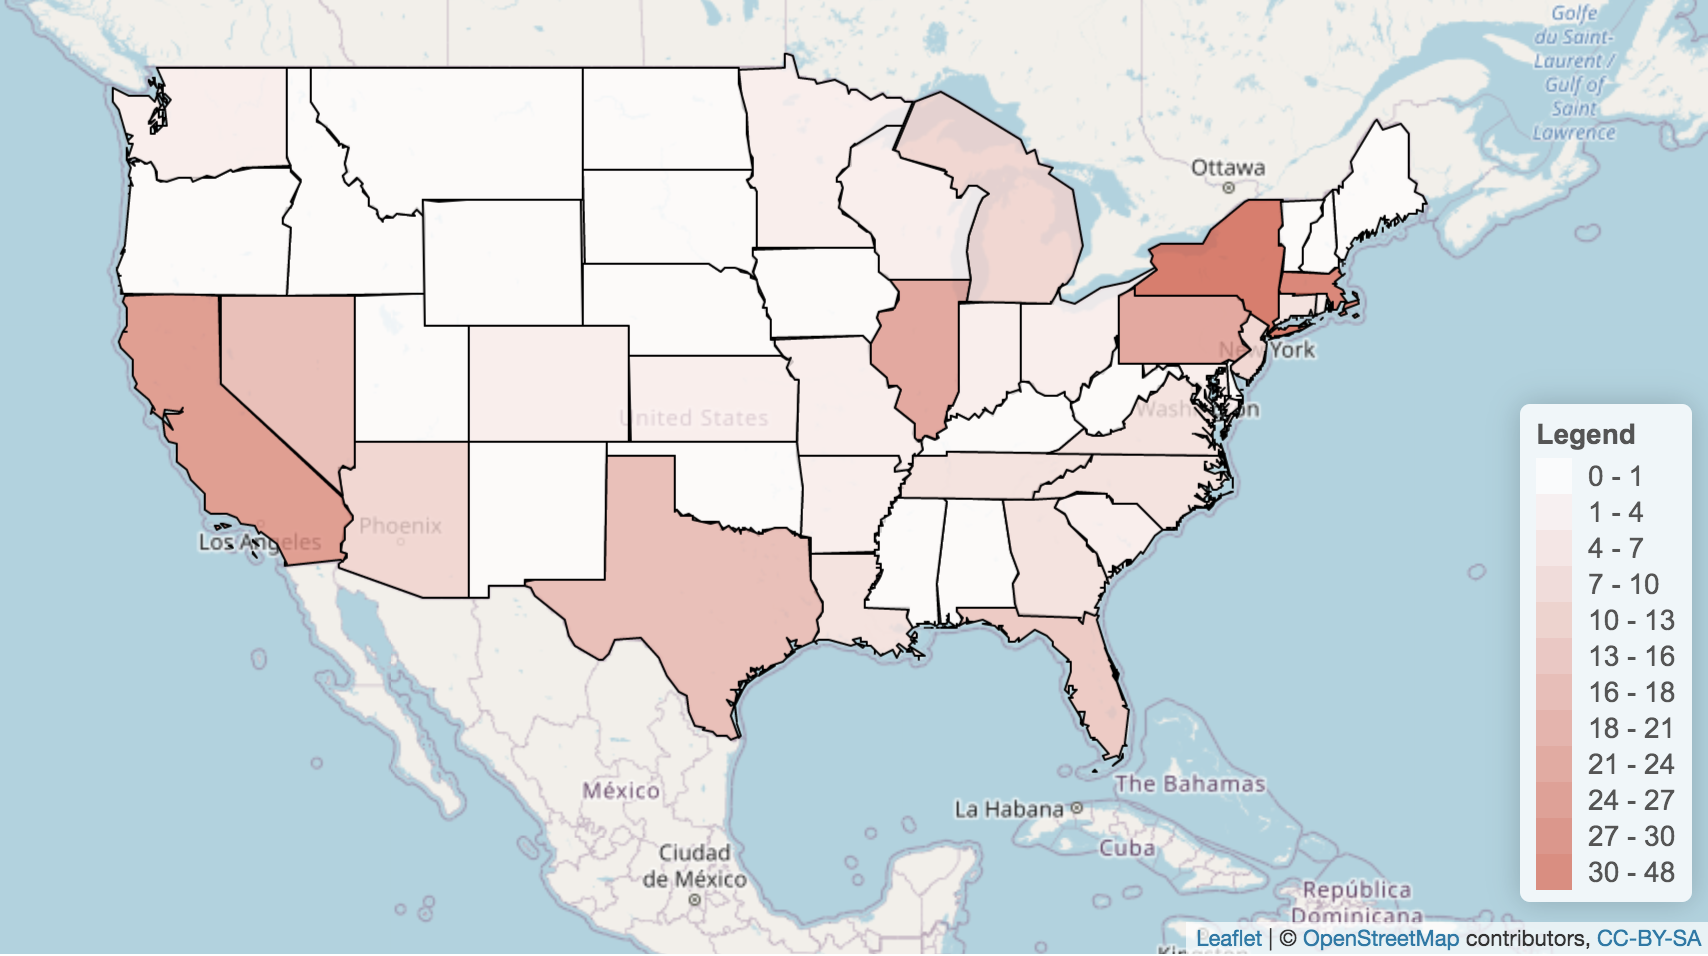 Golfe
du Saint-
Laurent /
Gulf of
Saint
Lawrence
Ottawa
New York
United States
Washington
Phoenix
Los Angeles
México
Ciudad
de México
La Habana
The Bahamas
Cuba
República
Dominicana
Legend
0 - 1
1 - 4
4 - 7
7 - 10
10 - 13
13 - 16
16 - 18
18 - 21
21 - 24
24 - 27
27 - 30
30 - 48
Leaflet | © OpenStreetMap contributors, CC-BY-SA